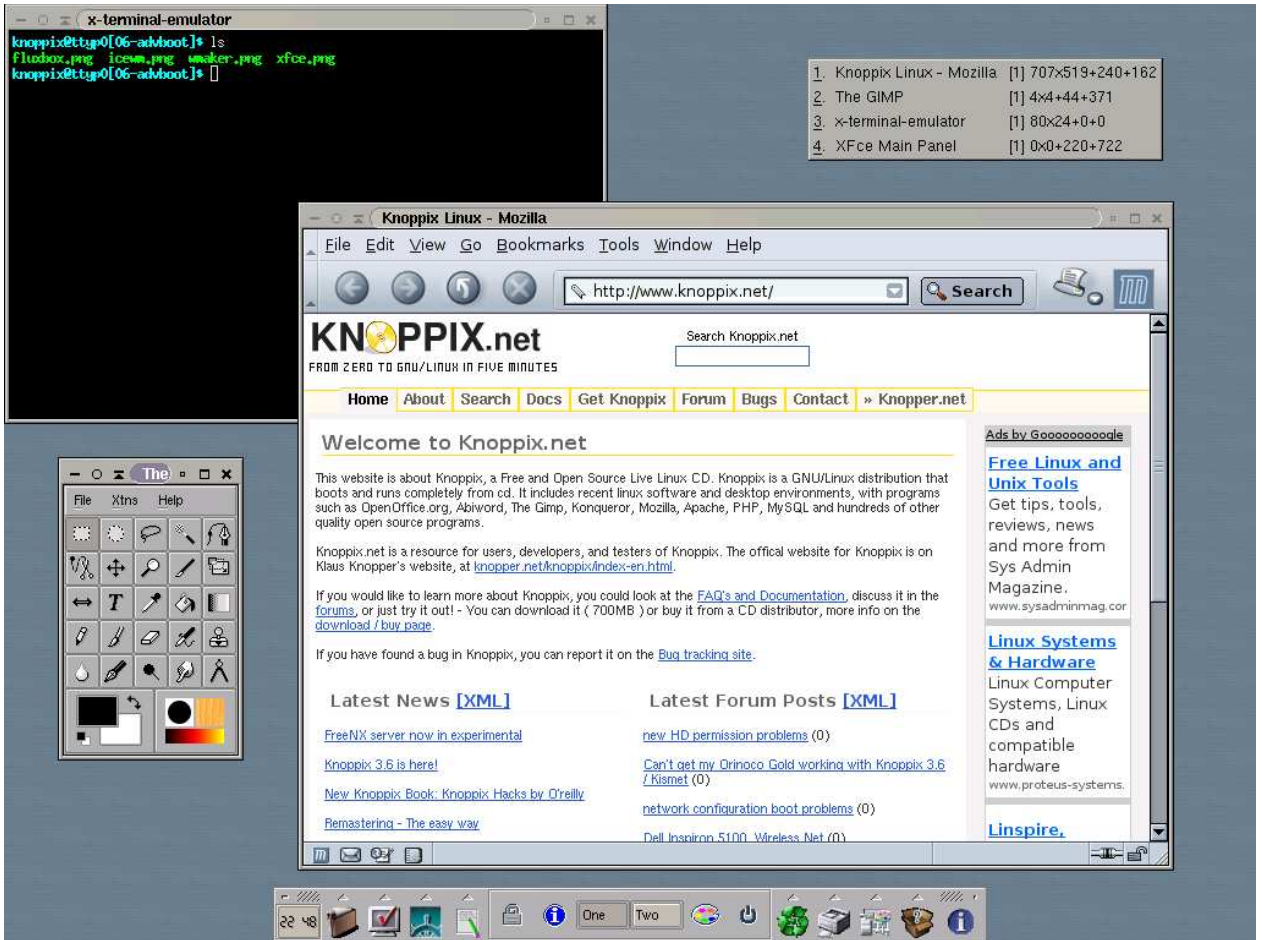 x-terminal-emulator
knoppix@ttyp0[06-advboot]$ ls
fluxbox.png icewm.png wmaker.png xfce.png
knoppix@ttyp0[06-advboot]$
1. Knoppix Linux - Mozilla [1] 707x519+240+162
2. The GIMP [1] 4x4+44+371
3. x-terminal-emulator [1] 80x24+0+0
4. XFce Main Panel [1] 0x0+220+722
Knoppix Linux - Mozilla
File Edit View Go Bookmarks Tools Window Help
http://www.knoppix.net/ Search
KNOPPIX.net
FROM ZERO TO GNU/LINUX IN FIVE MINUTES
Search Knoppix.net
Home About Search Docs Get Knoppix Forum Bugs Contact » Knopper.net
Welcome to Knoppix.net
This website is about Knoppix, a Free and Open Source Live Linux CD. Knoppix is a GNU/Linux distribution that
boots and runs completely from cd. It includes recent linux software and desktop environments, with programs
such as OpenOffice.org, Abiword, The Gimp, Konqueror, Mozilla, Apache, PHP, MySQL and hundreds of other
quality open source programs.
Knoppix.net is a resource for users, developers, and testers of Knoppix. The offical website for Knoppix is on
Klaus Knopper's website, at knopper.net/knoppix/index-en.html.
If you would like to learn more about Knoppix, you could look at the FAQ's and Documentation, discuss it in the
forums, or just try it out! - You can download it ( 700MB ) or buy it from a CD distributor, more info on the
download / buy page.
If you have found a bug in Knoppix, you can report it on the Bug tracking site.
Latest News [XML]
FreeNX server now in experimental
Knoppix 3.6 is here!
New Knoppix Book: Knoppix Hacks by O'reilly
Remastering - The easy way
Latest Forum Posts [XML]
new HD permission problems (0)
Can't get my Orinoco Gold working with Knoppix 3.6
/ Kismet (0)
network configuration boot problems (0)
Dell Inspiron 5100, Wireless Net (0)
Ads by Goooooooooogle
Free Linux and
Unix Tools
Get tips, tools,
reviews, news
and more from
Sys Admin
Magazine.
www.sysadminmag.cor
Linux Systems
& Hardware
Linux Computer
Systems, Linux
CDs and
compatible
hardware
www.proteus-systems.
Linspire,
The
File Xtns Help
22 48
One Two